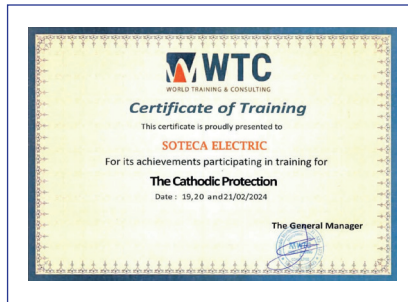 WTC
WORLD TRAINING & CONSULTING
Certificate of Training
This certificate is proudly presented to
SOTECA ELECTRIC
For its achievements participating in training for
The Cathodic Protection
Date : 19,20 and21/02/2024
The General Manager